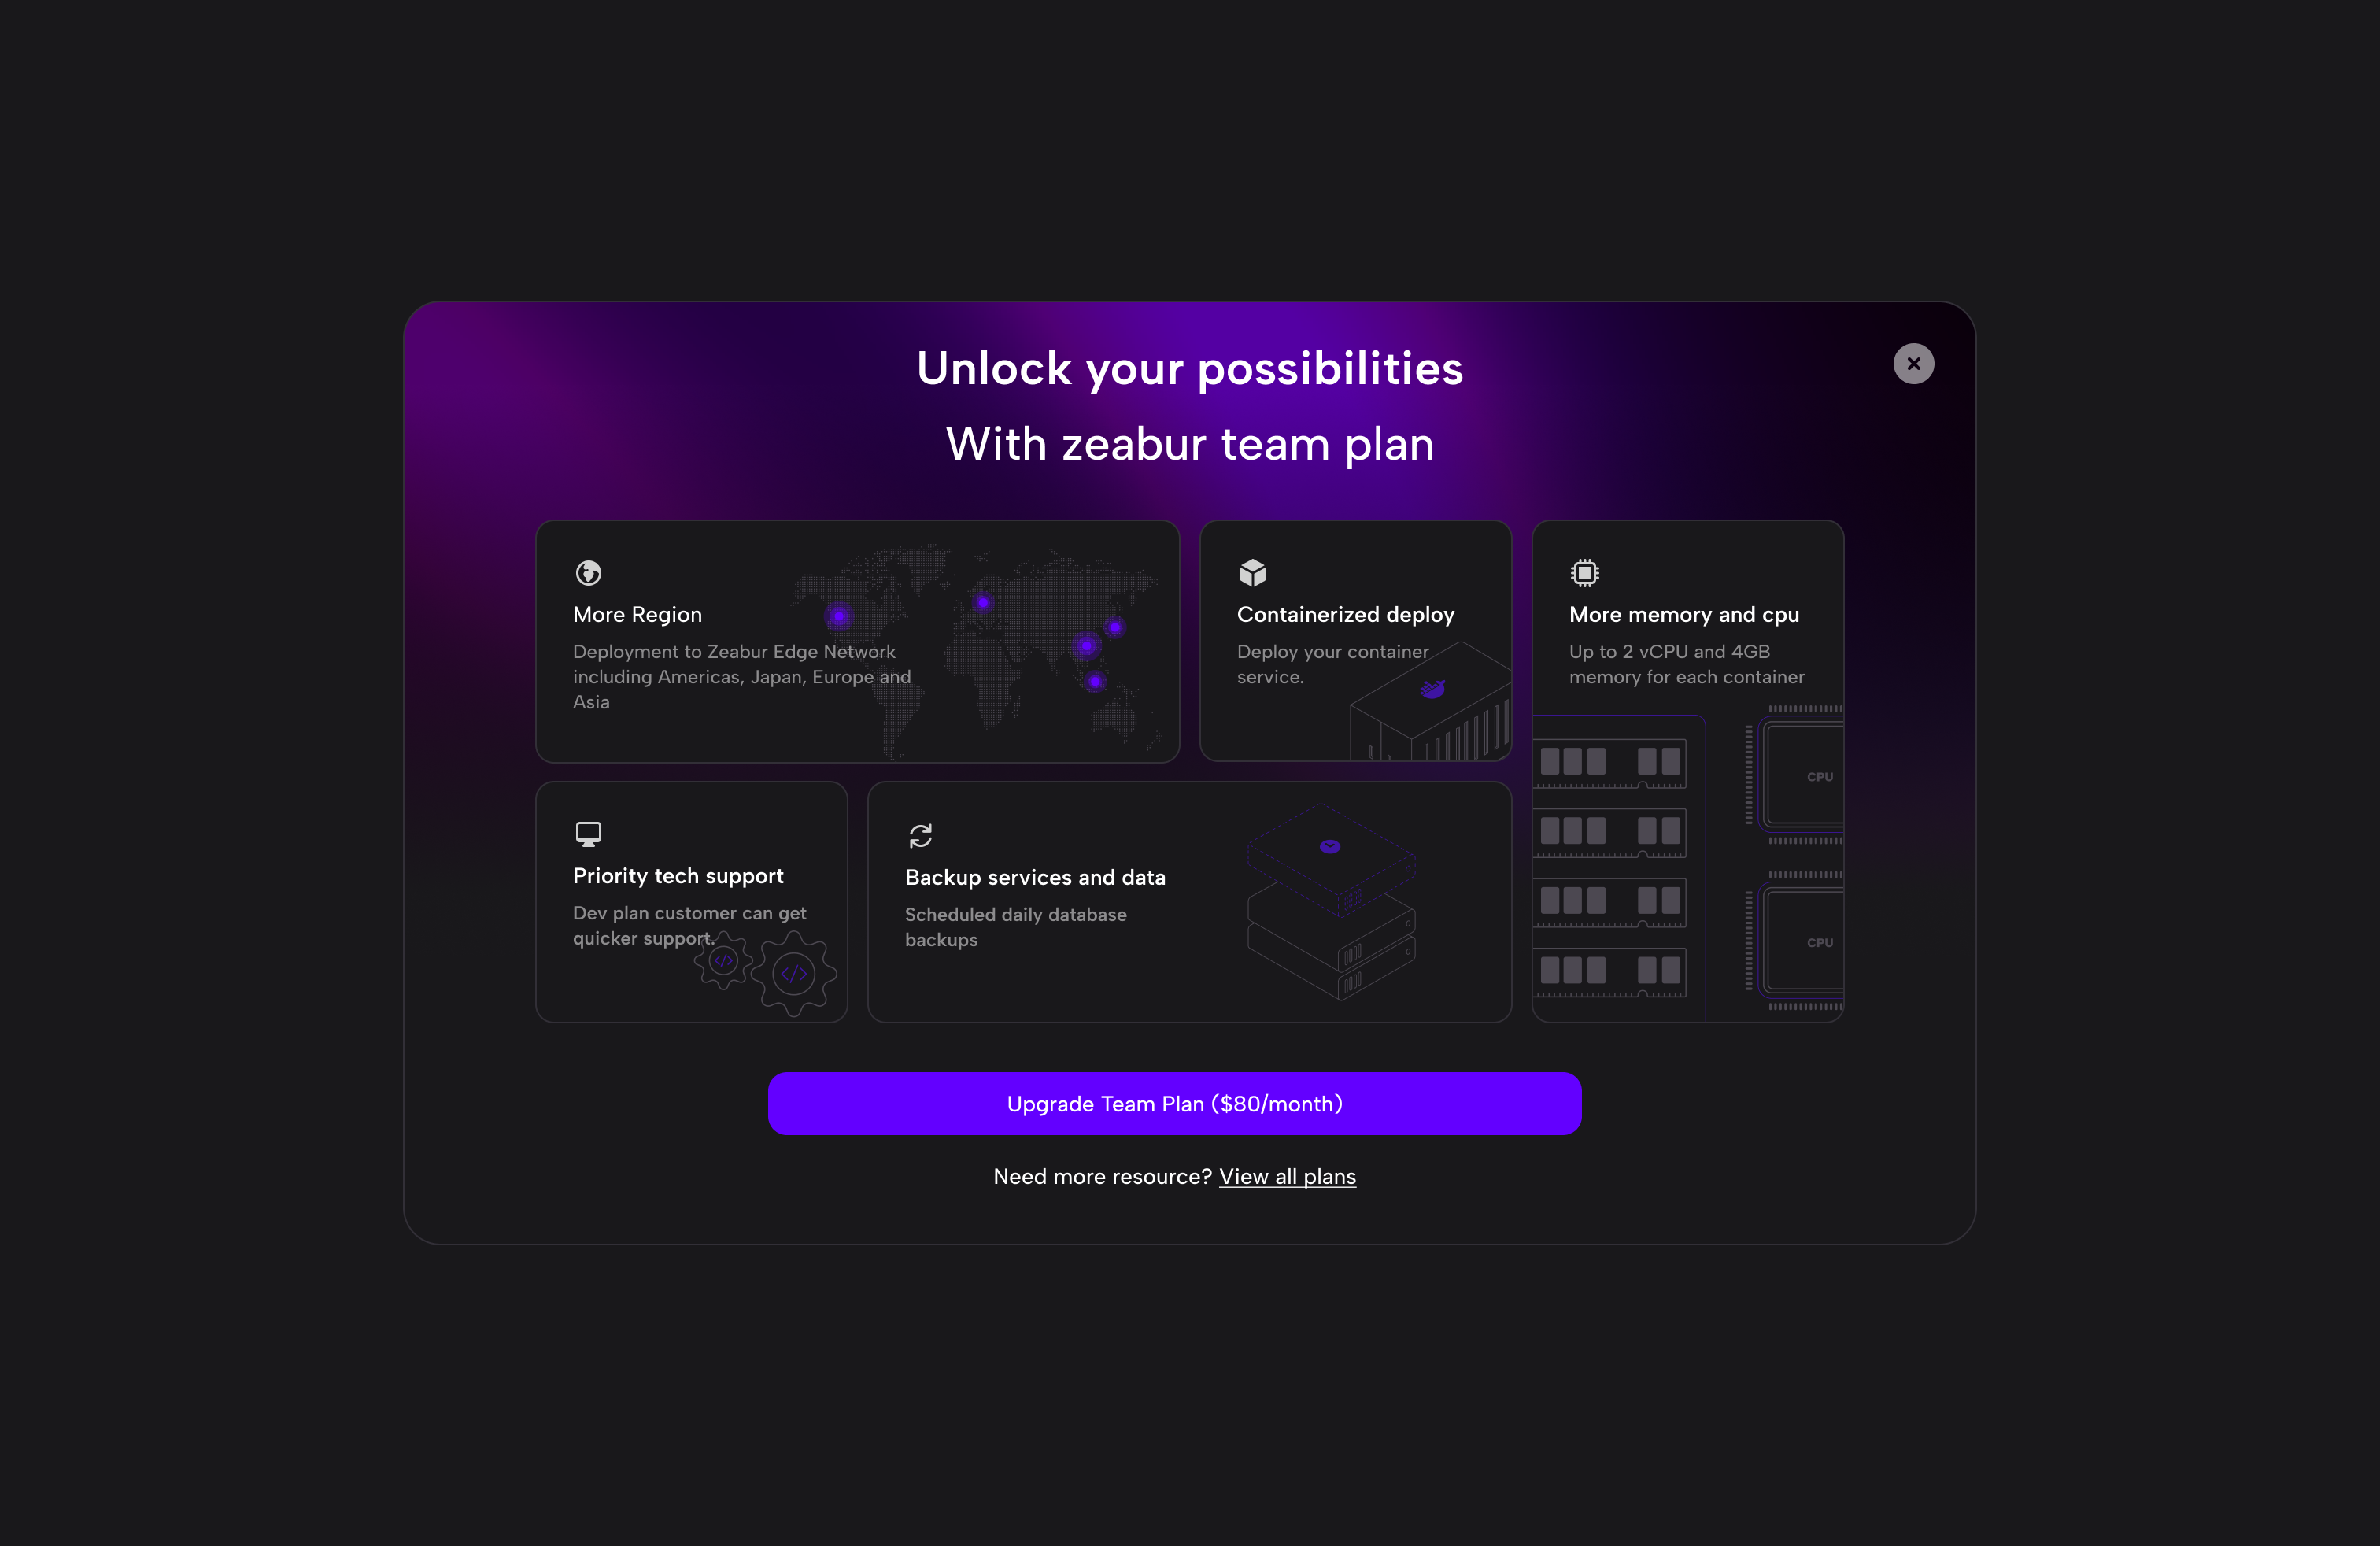 Unlock your possibilities
With zeabur team plan
More Region
Deployment to Zeabur Edge Network
including Americas, Japan, Europe and
Asia
Containerized deploy
Deploy your container
service.
More memory and cpu
Up to 2 vCPU and 4GB
memory for each container
CPU
CPU
Priority tech support
Dev plan customer can get
quicker support.
</>
</>
Backup services and data
Scheduled daily database
backups
Upgrade Team Plan ($80/month)
Need more resource? View all plans